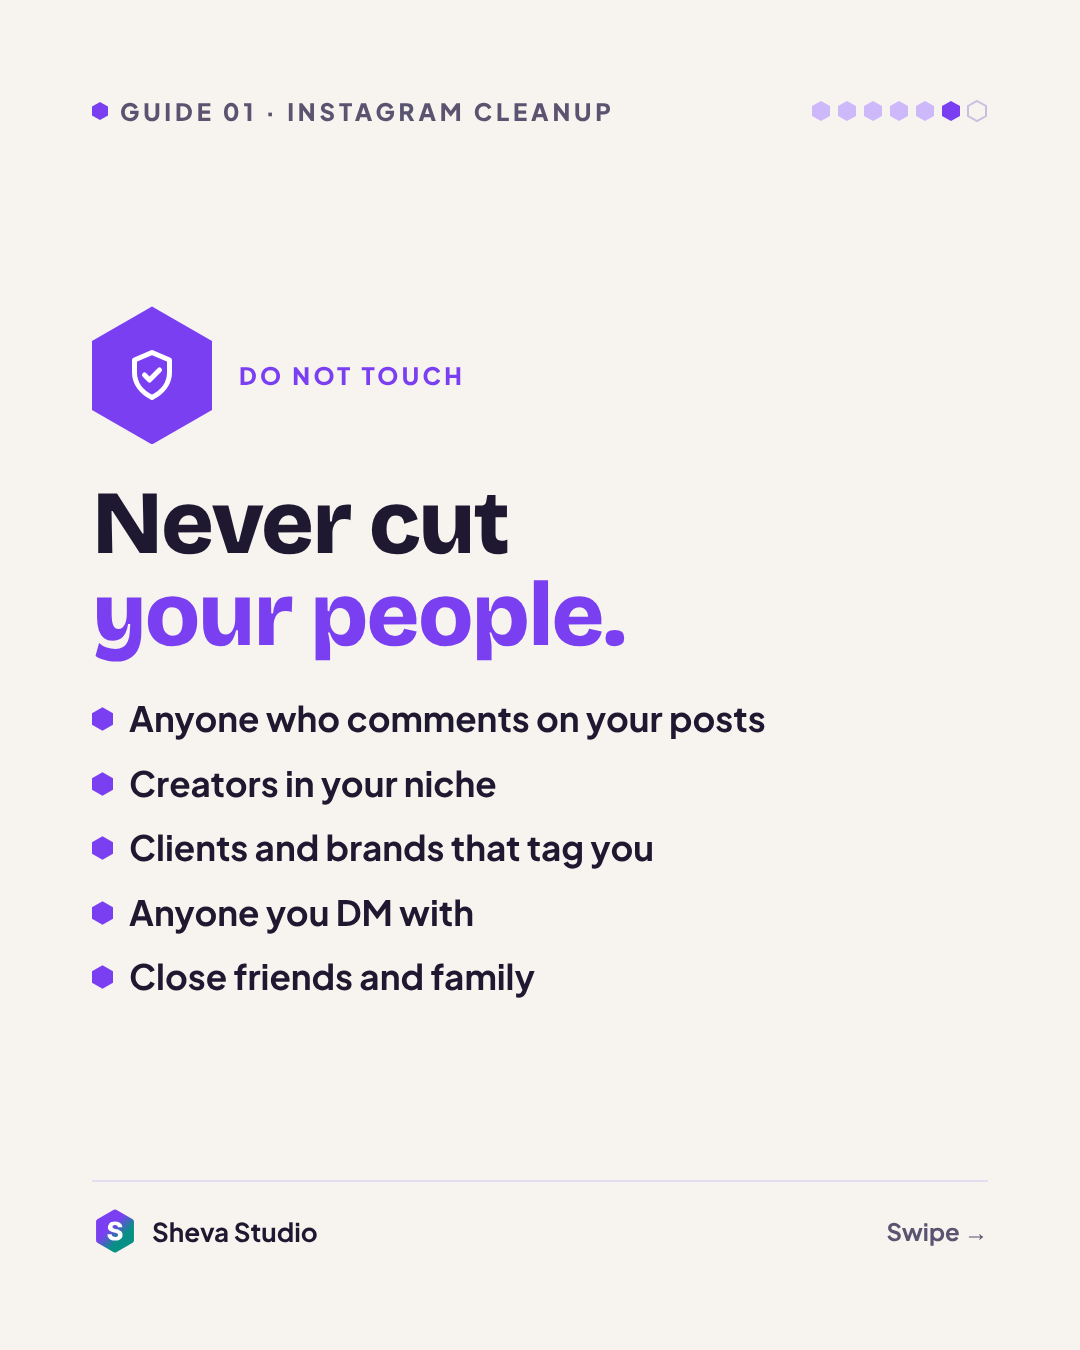 GUIDE 01 · INSTAGRAM CLEANUP
DO NOT TOUCH
Never cut
your people.
Anyone who comments on your posts
Creators in your niche
Clients and brands that tag you
Anyone you DM with
Close friends and family
S Sheva Studio
Swipe →